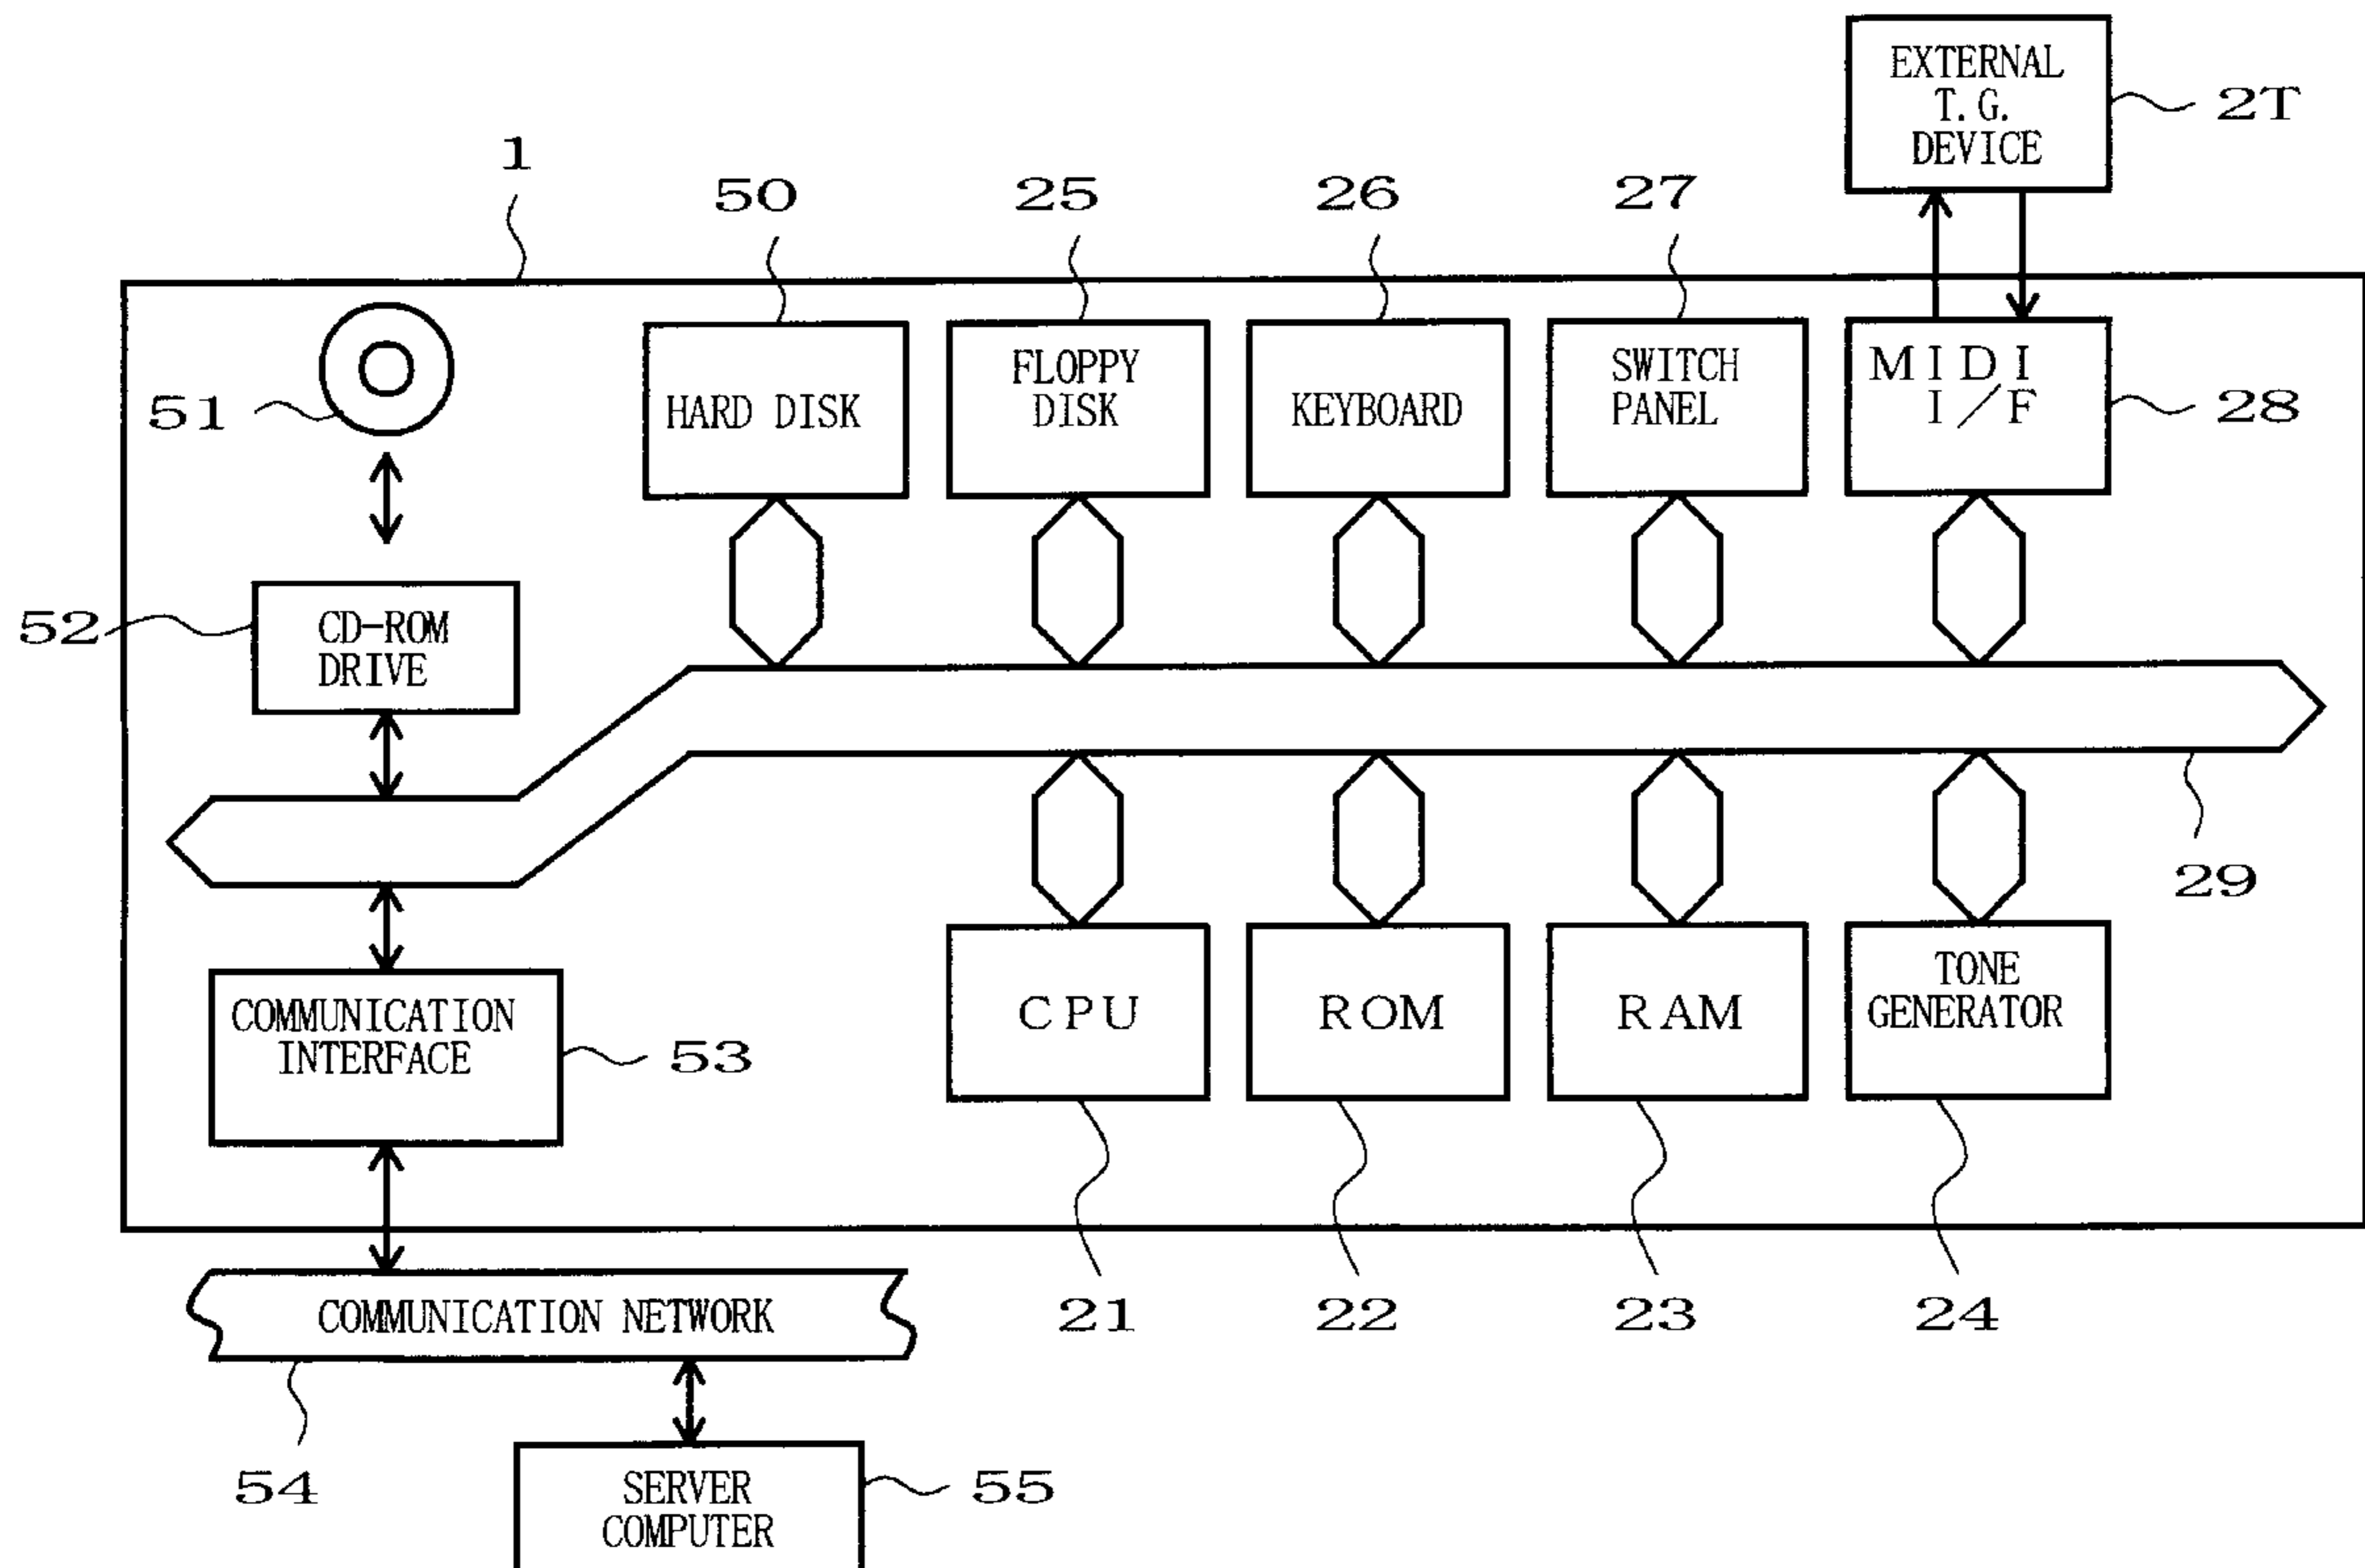 EXTERNAL
T. G.
DEVICE
2T
1
50
25
26
27
51
HARD DISK
FLOPPY
DISK
KEYBOARD
SWITCH
PANEL
MIDI
I/F
28
52
CD-ROM
DRIVE
29
COMMUNICATION
INTERFACE
53
CPU
ROM
RAM
TONE
GENERATOR
COMMUNICATION NETWORK
21
22
23
24
54
SERVER
COMPUTER
55